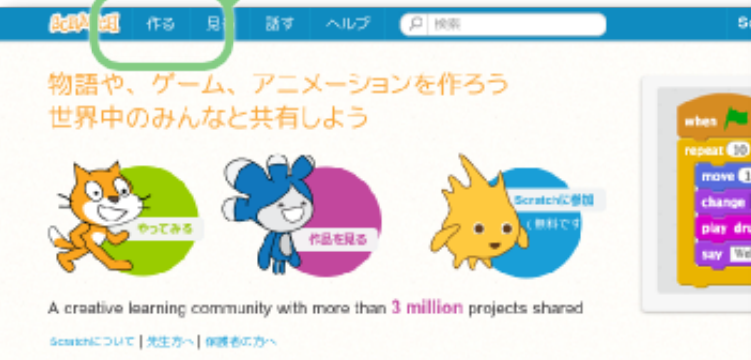 SCRATCH 作る 見 話す ヘルプ 検索
物語や、ゲーム、アニメーションを作ろう
世界中のみんなと共有しよう
when
repeat 10
move
change
play dru
say
やってみる
作品を見る
Scratchに参加
(無料です
A creative learning community with more than 3 million projects shared
Scratchについて | 先生方へ | 保護者の方へ